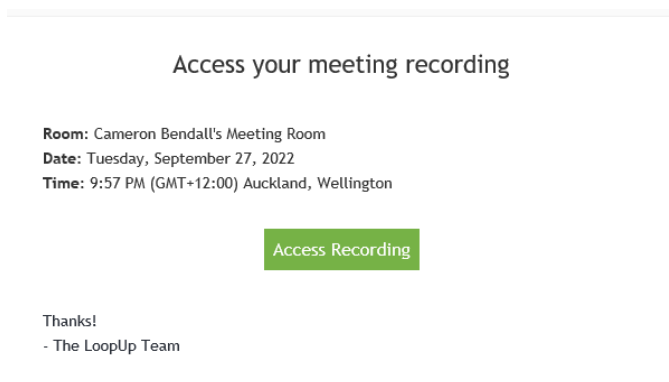 Access your meeting recording
Room: Cameron Bendall's Meeting Room
Date: Tuesday, September 27, 2022
Time: 9:57 PM (GMT+12:00) Auckland, Wellington
Access Recording
Thanks!
- The LoopUp Team